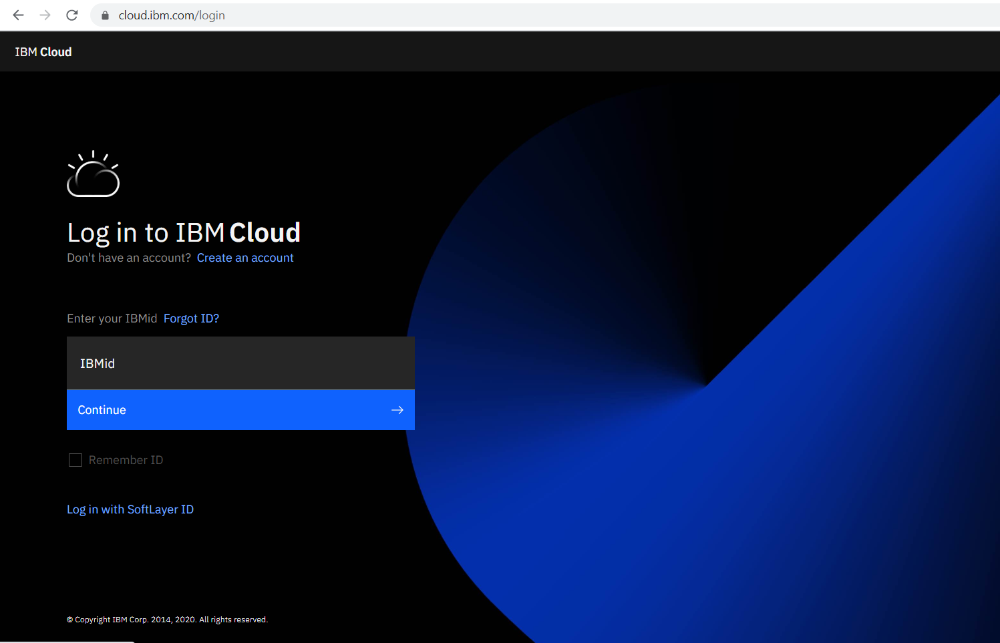 cloud.ibm.com/login
IBM Cloud
Log in to IBM Cloud
Don't have an account? Create an account
Enter your IBMid Forgot ID?
IBMid
Continue
Remember ID
Log in with SoftLayer ID
© Copyright IBM Corp. 2014, 2020. All rights reserved.